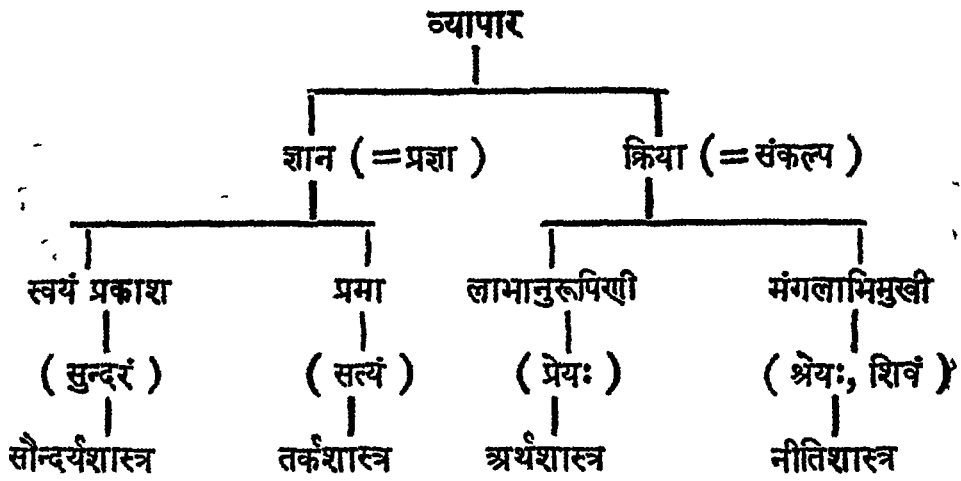 व्यापार
ज्ञान (=प्रज्ञा) क्रिया (=संकल्प)
स्वयं प्रकाश प्रमा लाभानुरूपिणी मंगलाभिमुखी
(सुन्दरं) (सत्यं) (प्रेयः) (श्रेयः, शिवं)
सौन्दर्यशास्त्र तर्कशास्त्र अर्थशास्त्र नीतिशास्त्र